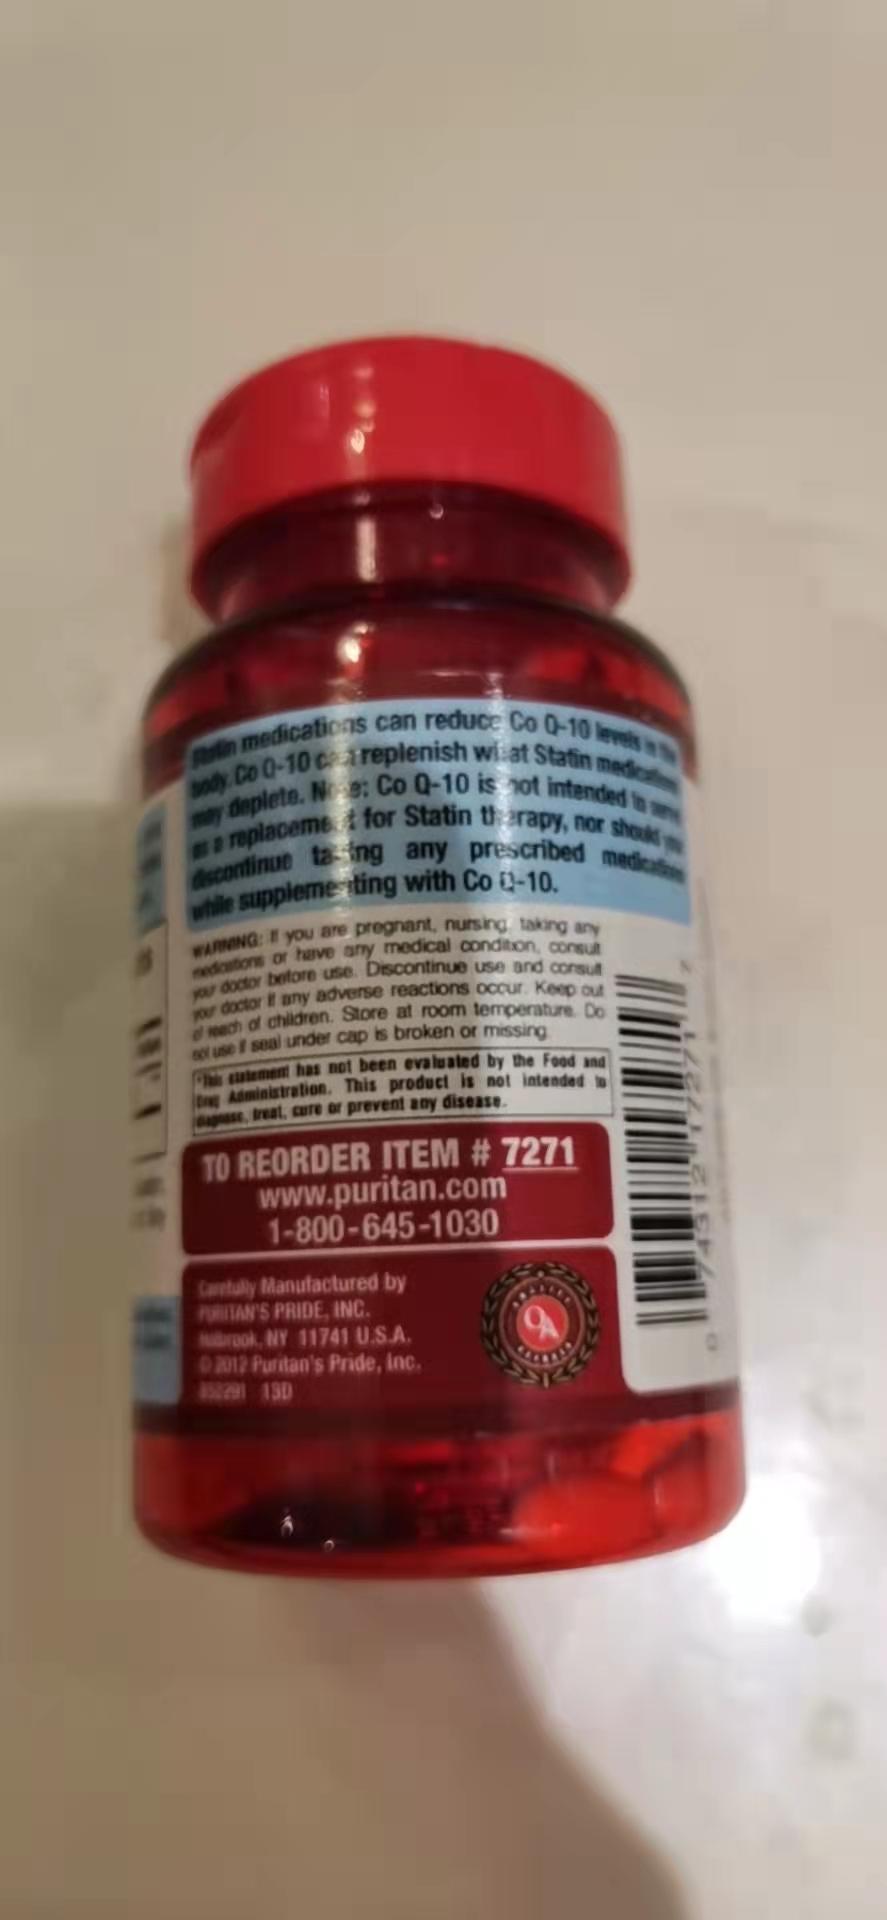 Statin medications can reduce Co Q-10 levels in the
body. Co Q-10 can replenish what Statin medications
may deplete. Note: Co Q-10 is not intended to serve
as a replacement for Statin therapy, nor should you
discontinue taking any prescribed medications
while supplementing with Co Q-10.
WARNING: If you are pregnant, nursing, taking any
medications or have any medical condition, consult
your doctor before use. Discontinue use and consult
your doctor if any adverse reactions occur. Keep out
of reach of children. Store at room temperature. Do
not use if seal under cap is broken or missing.
*This statement has not been evaluated by the Food and
Drug Administration. This product is not intended to
diagnose, treat, cure or prevent any disease.
TO REORDER ITEM # 7271
www.puritan.com
1-800-645-1030
Carefully Manufactured by
PURITAN'S PRIDE, INC.
Holbrook, NY 11741 U.S.A.
© 2012 Puritan's Pride, Inc.
13D
QA
0 74312 17271 7